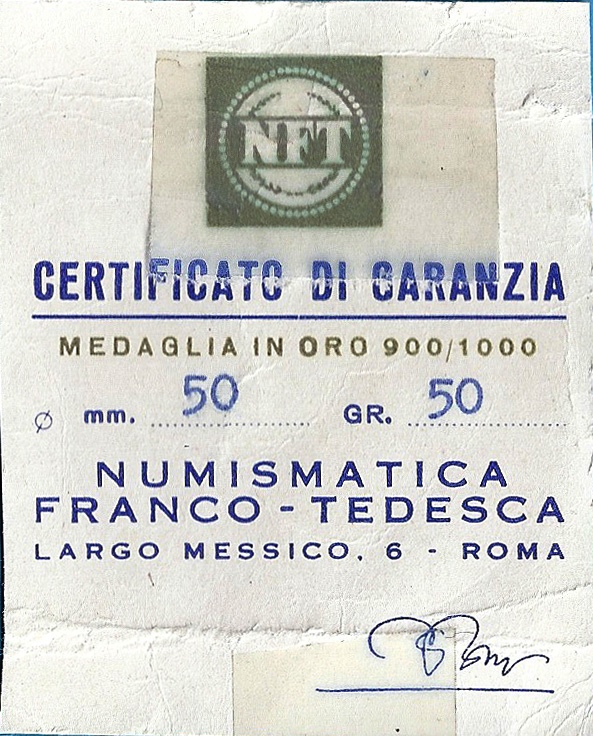 NFT
CERTIFICATO DI GARANZIA
MEDAGLIA IN ORO 900/1000
Ø mm. 50 GR. 50
NUMISMATICA
FRANCO-TEDESCA
LARGO MESSICO, 6 - ROMA